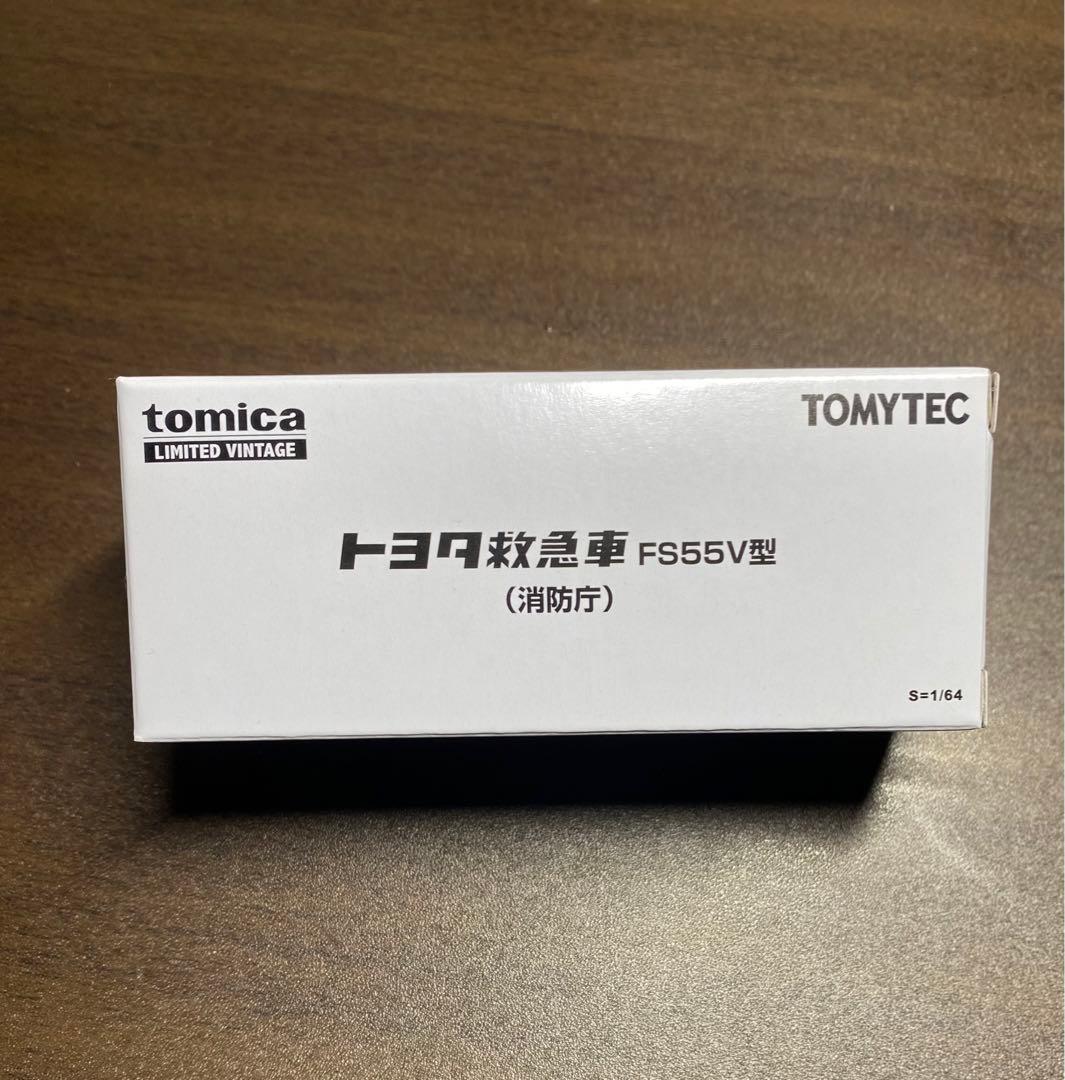 tomica
LIMITED VINTAGE
TOMYTEC
トヨタ救急車 FS55V型
（消防庁）
S=1/64